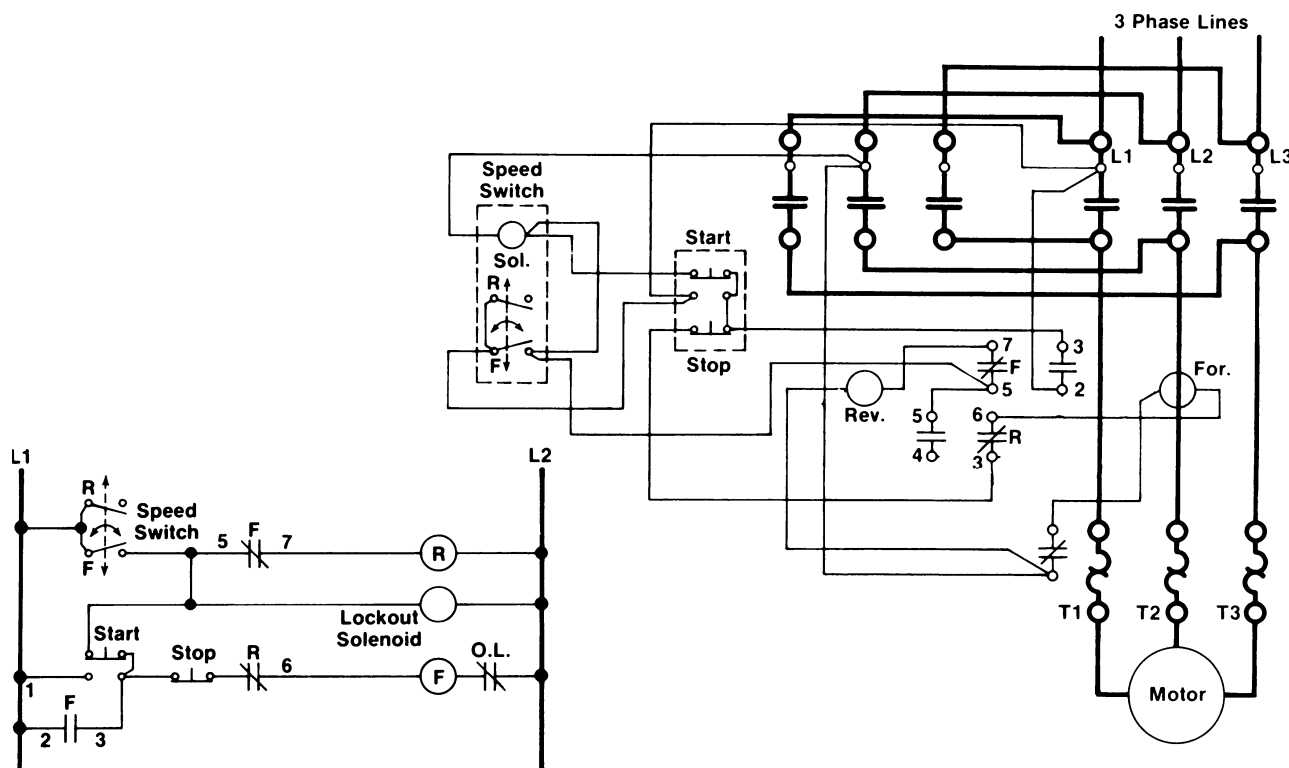 3 Phase Lines
L1
L2
L3
Speed
Switch
Sol.
R
F
Start
Stop
7
F
5
3
2
For.
Rev.
5
4
6
R
3
T1
T2
T3
Motor
L1
L2
R
Speed
Switch
F
5
F
7
R
Lockout
Solenoid
Start
Stop
R
6
F
O.L.
1
F
2
3